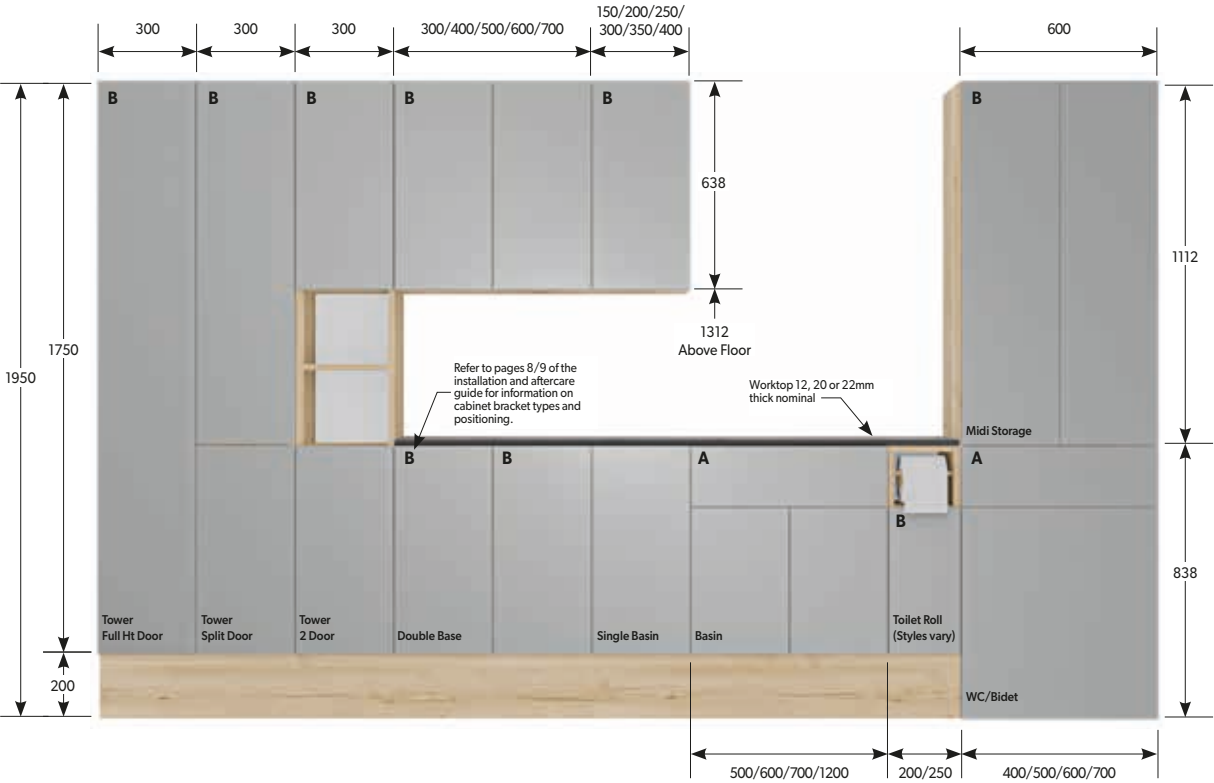 150/200/250/
300
300
300
300/400/500/600/700
300/350/400
600
B
B
B
B
B
B
638
1112
1312
Above Floor
1750
1950
Refer to pages 8/9 of the
installation and aftercare
guide for information on
cabinet bracket types and
positioning.
Worktop 12, 20 or 22mm
thick nominal
Midi Storage
B
B
A
A
B
838
Tower
Full Ht Door
Tower
Split Door
Tower
2 Door
Double Base
Single Basin
Basin
Toilet Roll
(Styles vary)
200
WC/Bidet
500/600/700/1200
200/250
400/500/600/700